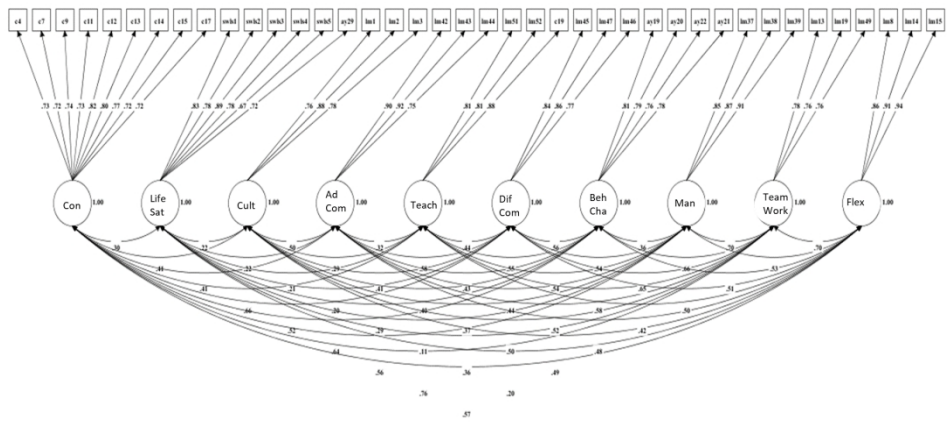 c4 c7 c9 c11 c12 c13 c14 c15 c17 swb1 swb2 swb3 swb4 swb5 ay29 lm1 lm2 lm3 lm42 lm43 lm44 lm51 lm52 c19 lm45 lm47 lm46 ay19 ay20 ay22 ay21 lm37 lm38 lm39 lm13 lm19 lm49 lm8 lm14 lm15
.73 .72 .74 .73 .82 .80 .77 .72 .72 .83 .78 .89 .78 .67 .72 .76 .88 .78 .90 .92 .75 .81 .81 .88 .84 .86 .77 .81 .79 .76 .78 .85 .87 .91 .78 .76 .76 .86 .91 .94
Con 1.00 Life Sat 1.00 Cult 1.00 Ad Com 1.00 Teach 1.00 Dif Com 1.00 Beh Cha 1.00 Man 1.00 Team Work 1.00 Flex 1.00
.30 .22 .50 .32 .44 .56 .36 .70 .70
.22 .29 .55 .54 .66 .53
.41 .21 .41 .43 .54 .65 .51
.66 .20 .44 .58 .50
.52 .29 .37 .52 .42
.64 .11 .50 .48
.56 .36 .49
.76 .20
.57